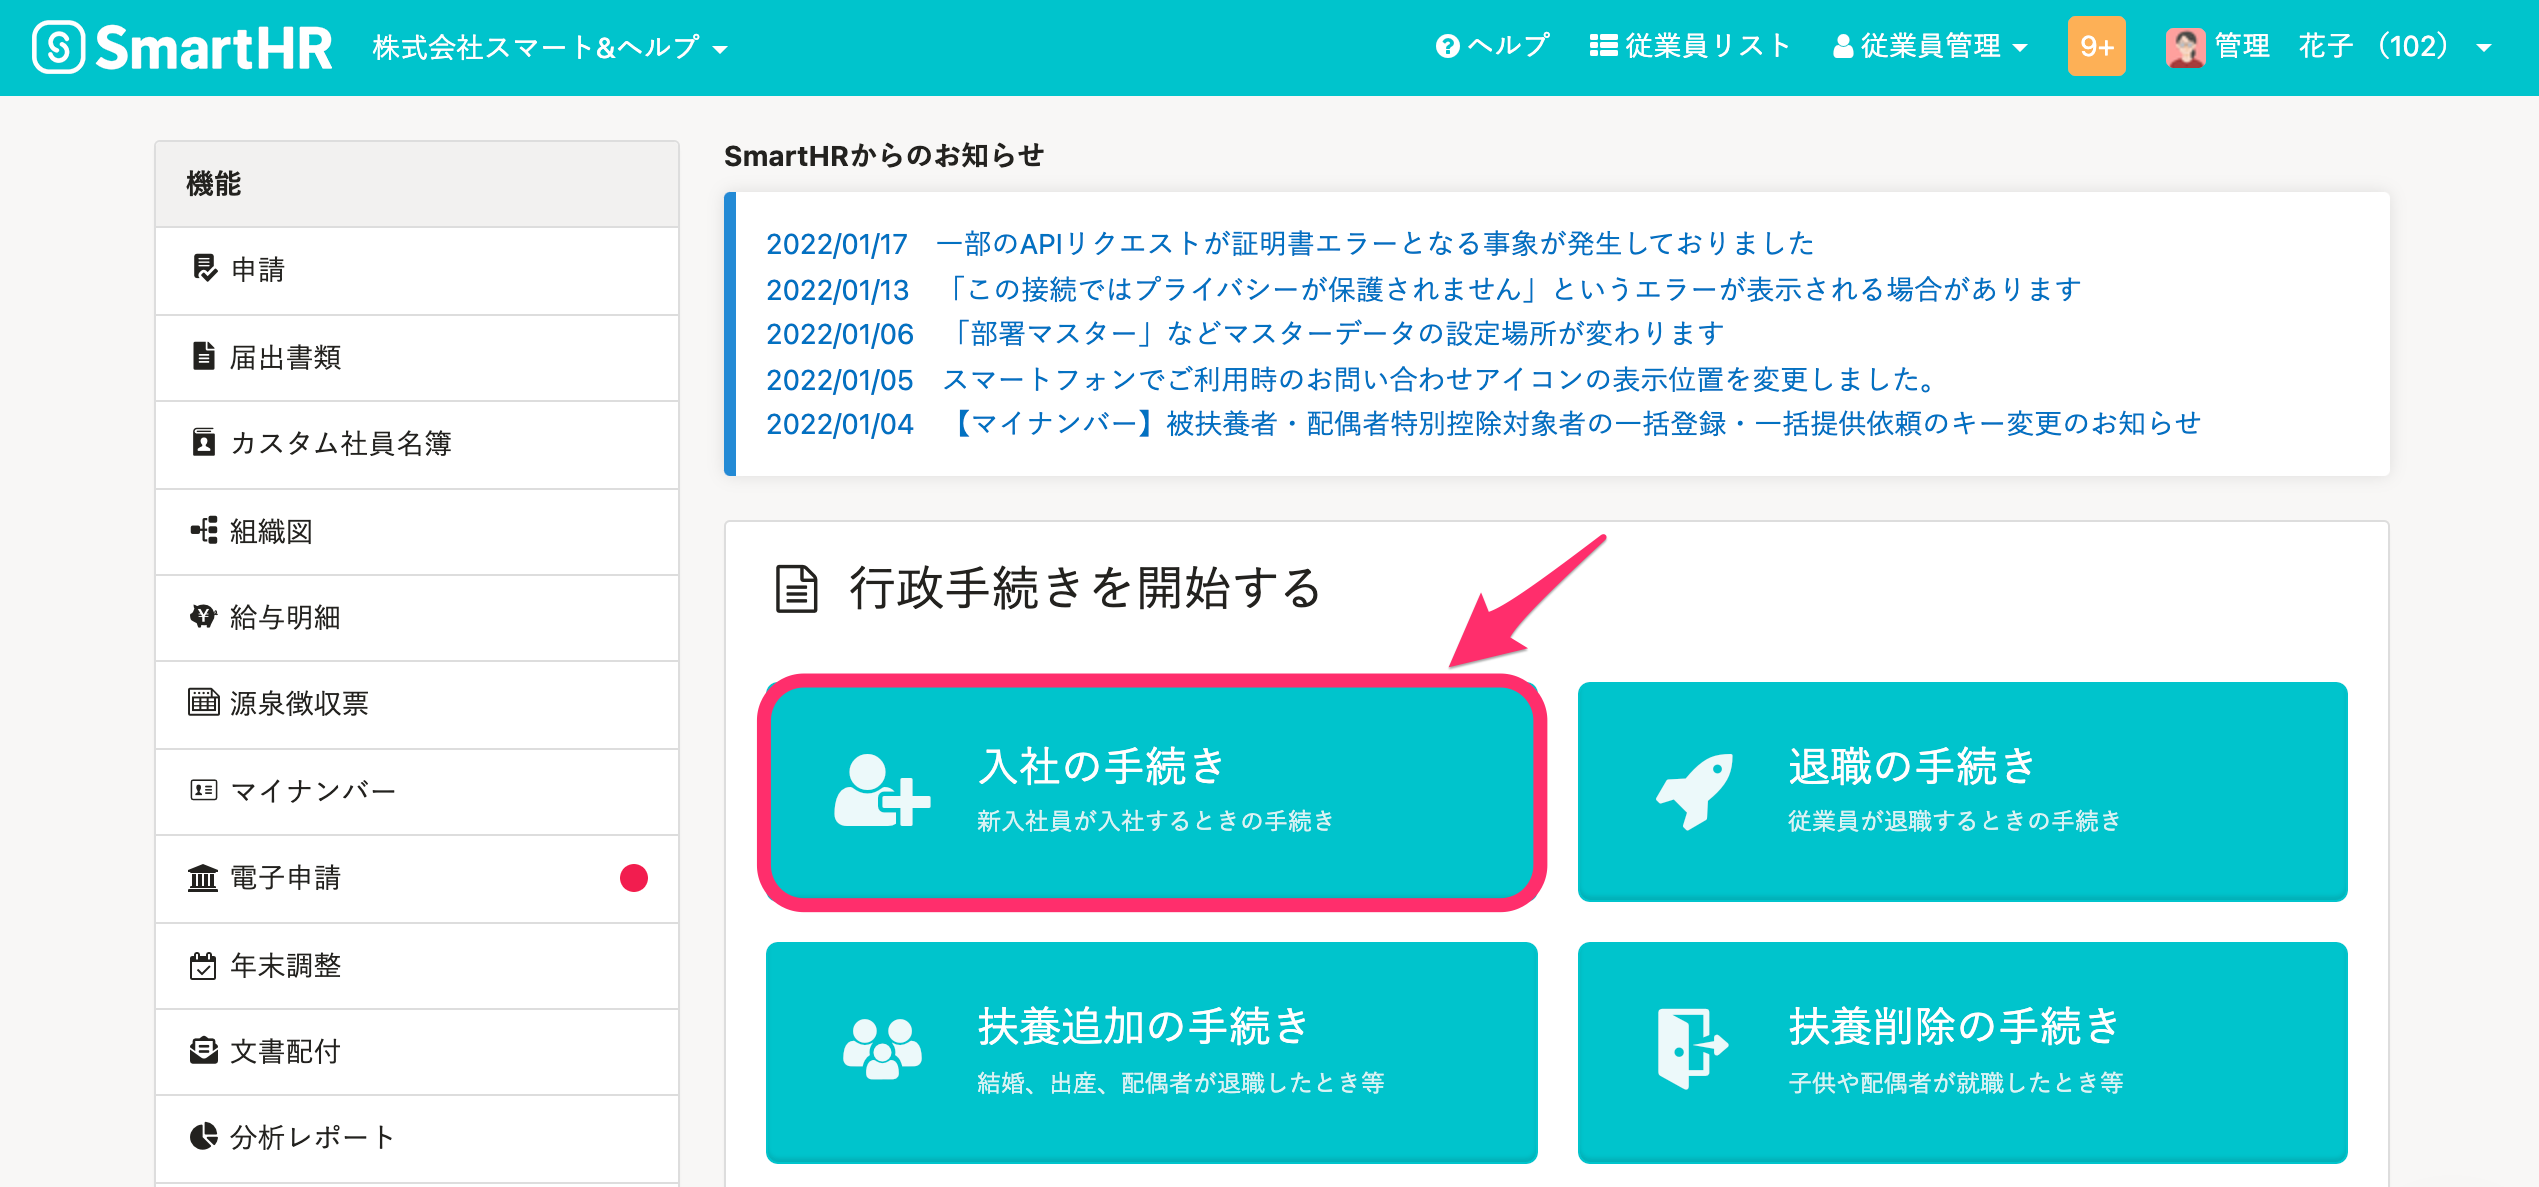 SmartHR 株式会社スマート&ヘルプ ヘルプ 従業員リスト 従業員管理 9+ 管理　花子 （102）
機能
申請
届出書類
カスタム社員名簿
組織図
給与明細
源泉徴収票
マイナンバー
電子申請
年末調整
文書配付
分析レポート
SmartHRからのお知らせ
2022/01/17　一部のAPIリクエストが証明書エラーとなる事象が発生しておりました
2022/01/13　「この接続ではプライバシーが保護されません」というエラーが表示される場合があります
2022/01/06　「部署マスター」などマスターデータの設定場所が変わります
2022/01/05　スマートフォンでご利用時のお問い合わせアイコンの表示位置を変更しました。
2022/01/04　【マイナンバー】被扶養者・配偶者特別控除対象者の一括登録・一括提供依頼のキー変更のお知らせ
行政手続きを開始する
入社の手続き
新入社員が入社するときの手続き
退職の手続き
従業員が退職するときの手続き
扶養追加の手続き
結婚、出産、配偶者が退職したとき等
扶養削除の手続き
子供や配偶者が就職したとき等